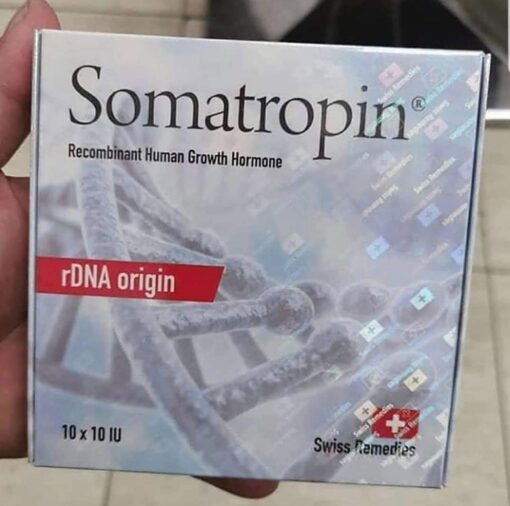 Somatropin®
Recombinant Human Growth Hormone
rDNA origin
10 x 10 IU
Swiss Remedies